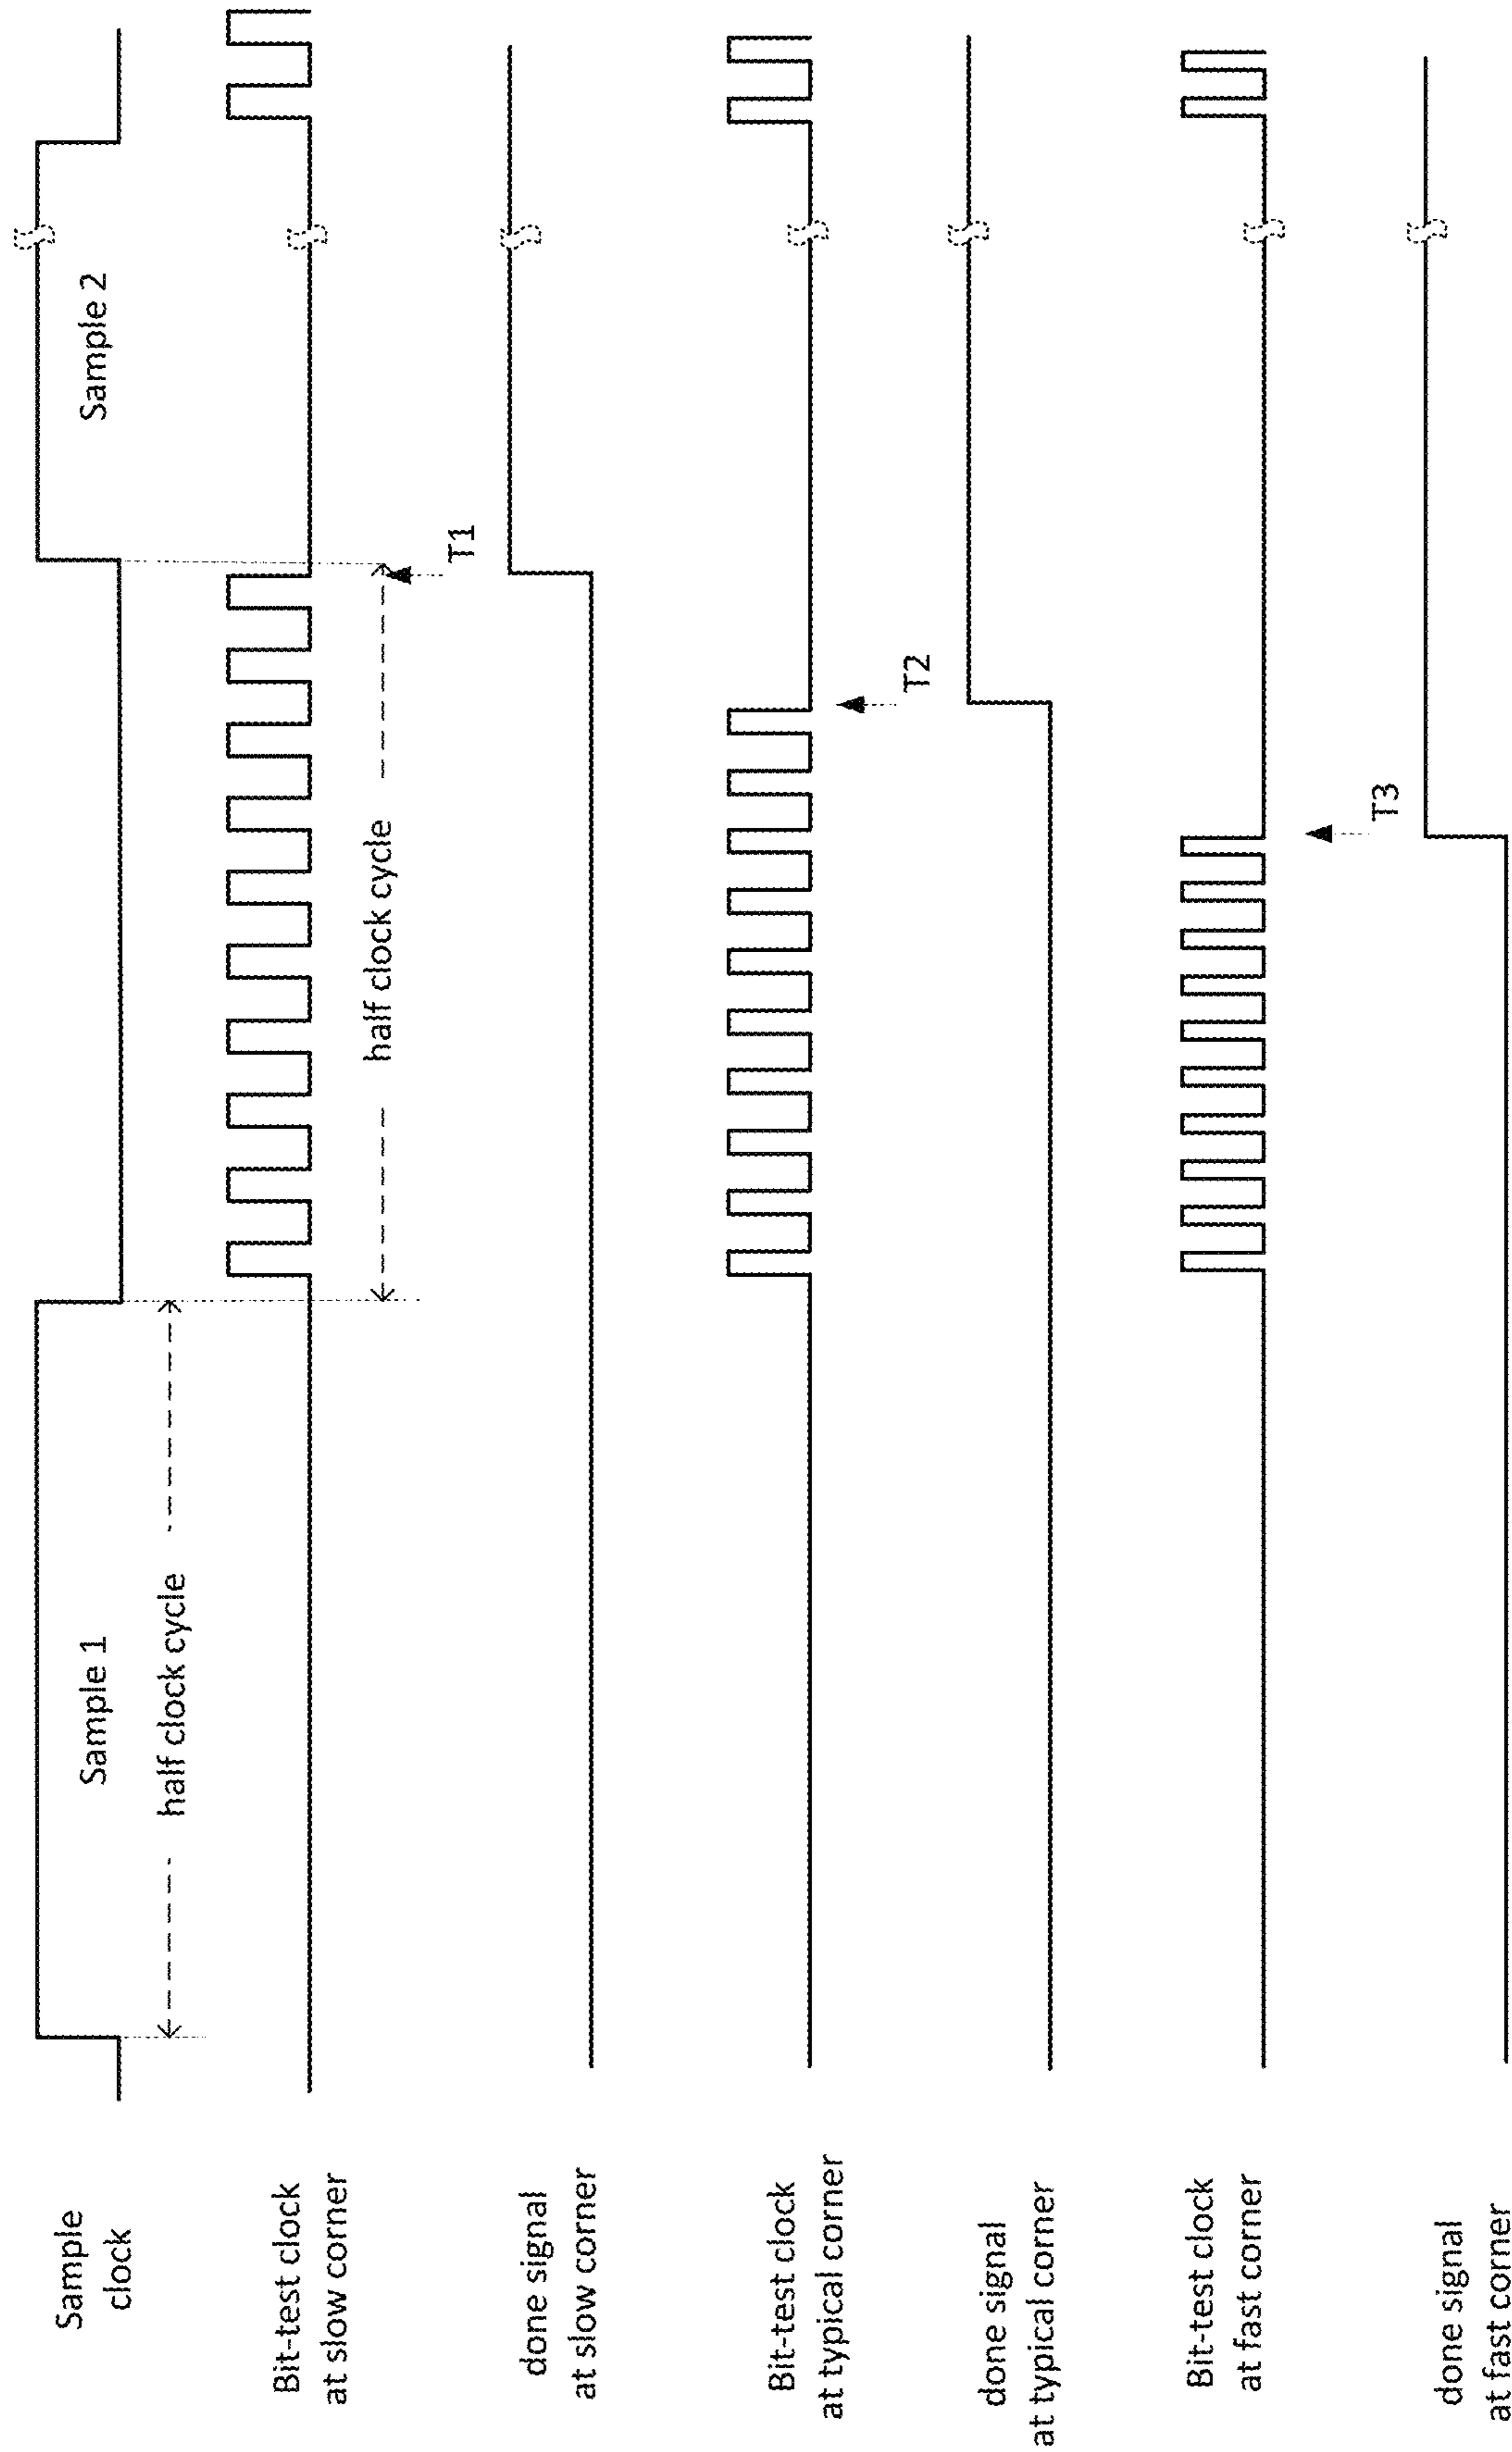 Sample
clock
Sample 1
Sample 2
half clock cycle
Bit-test clock
at slow corner
half clock cycle
T1
done signal
at slow corner
Bit-test clock
at typical corner
T2
done signal
at typical corner
Bit-test clock
at fast corner
T3
done signal
at fast corner